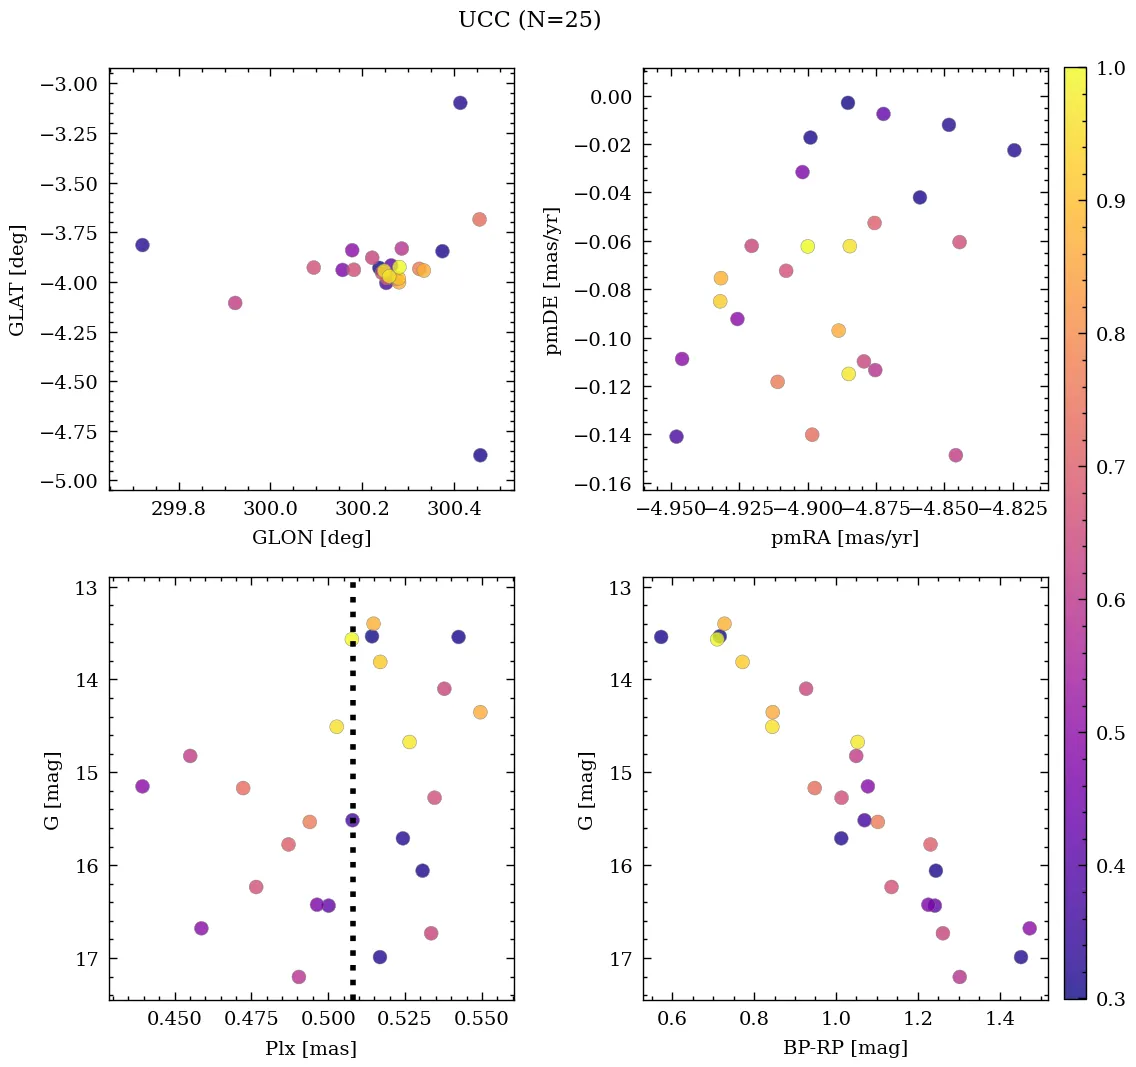 UCC (N=25)
−3.00
−3.25
−3.50
−3.75
−4.00
−4.25
−4.50
−4.75
−5.00
GLAT [deg]
299.8 300.0 300.2 300.4
GLON [deg]
0.00
−0.02
−0.04
−0.06
−0.08
−0.10
−0.12
−0.14
−0.16
pmDE [mas/yr]
−4.950 −4.925 −4.900 −4.875 −4.850 −4.825
pmRA [mas/yr]
13
14
15
16
17
G [mag]
0.450 0.475 0.500 0.525 0.550
Plx [mas]
13
14
15
16
17
G [mag]
0.6 0.8 1.0 1.2 1.4
BP-RP [mag]
1.0
0.9
0.8
0.7
0.6
0.5
0.4
0.3